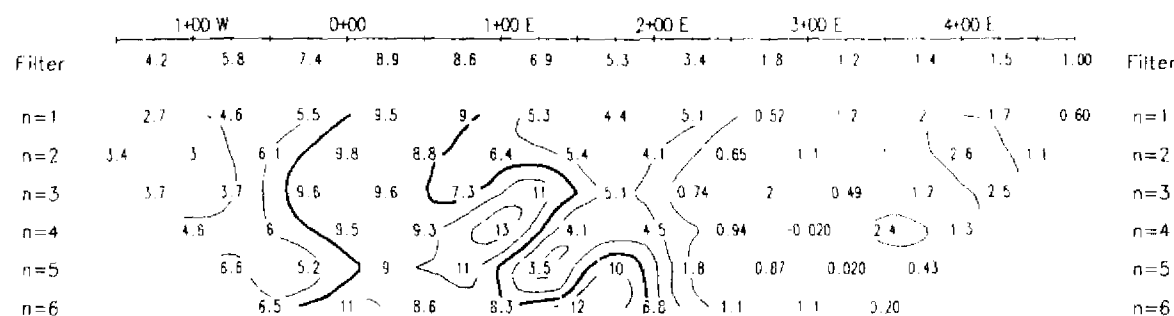 1+00 W 0+00 1+00 E 2+00 E 3+00 E 4+00 E
Filter 4.2 5.8 7.4 8.9 8.6 6.9 5.3 3.4 1.8 1.2 1.4 1.5 1.00 Filter
n=1 2.7 4.6 5.5 9.5 9 5.3 4.4 5.1 0.52 1.2 2 1.7 0.60 n=1
n=2 3.4 3 6.1 9.8 8.8 6.4 5.4 4.1 0.65 1.1 1 2.6 1.1 n=2
n=3 3.7 3.7 9.6 9.6 7.3 11 5.1 0.74 2 0.49 1.2 2.5 n=3
n=4 4.6 6 9.5 9.3 13 4.1 4.5 0.94 -0.020 2.4 1.3 n=4
n=5 6.6 5.2 9 11 3.5 10 1.8 0.87 0.020 0.43 n=5
n=6 6.5 11 8.6 8.3 12 6.8 1.1 1.1 0.20 n=6